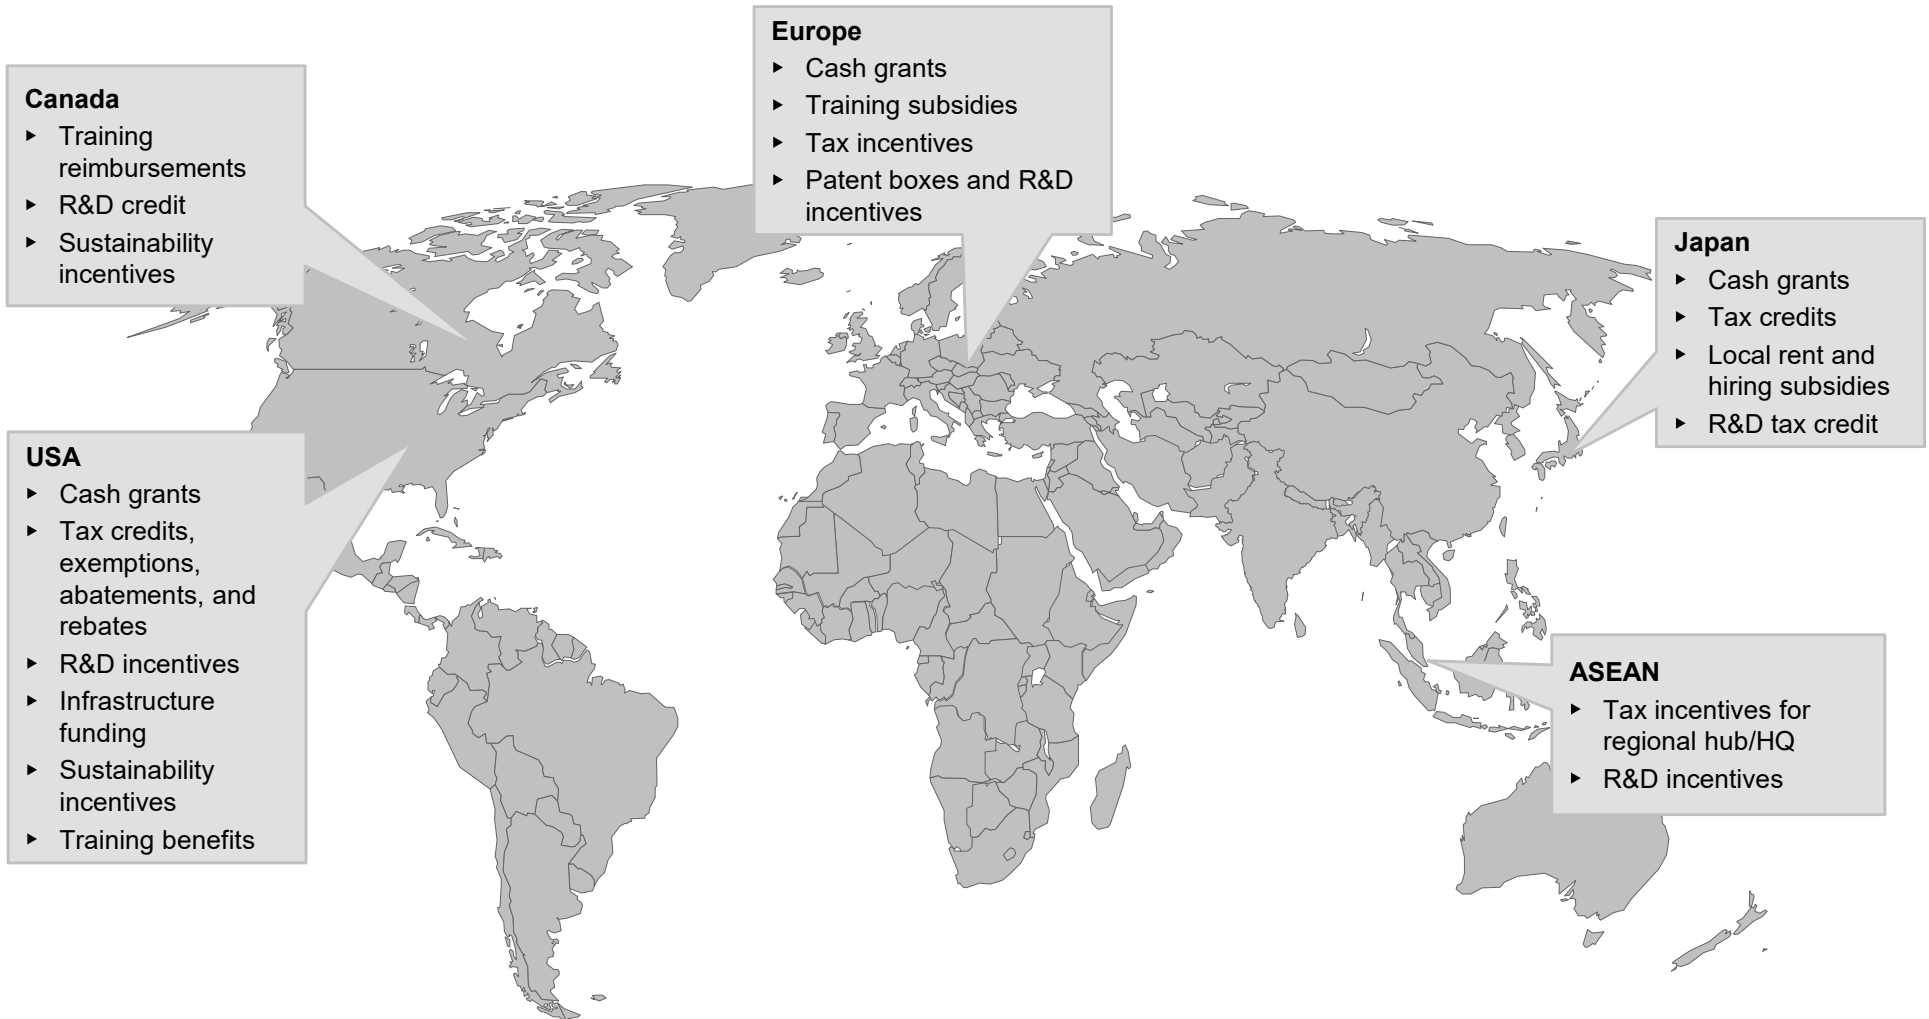 Europe
▸ Cash grants
▸ Training subsidies
▸ Tax incentives
▸ Patent boxes and R&D
incentives
Canada
▸ Training
reimbursements
▸ R&D credit
▸ Sustainability
incentives
Japan
▸ Cash grants
▸ Tax credits
▸ Local rent and
hiring subsidies
▸ R&D tax credit
USA
▸ Cash grants
▸ Tax credits,
exemptions,
abatements, and
rebates
▸ R&D incentives
▸ Infrastructure
funding
▸ Sustainability
incentives
▸ Training benefits
ASEAN
▸ Tax incentives for
regional hub/HQ
▸ R&D incentives